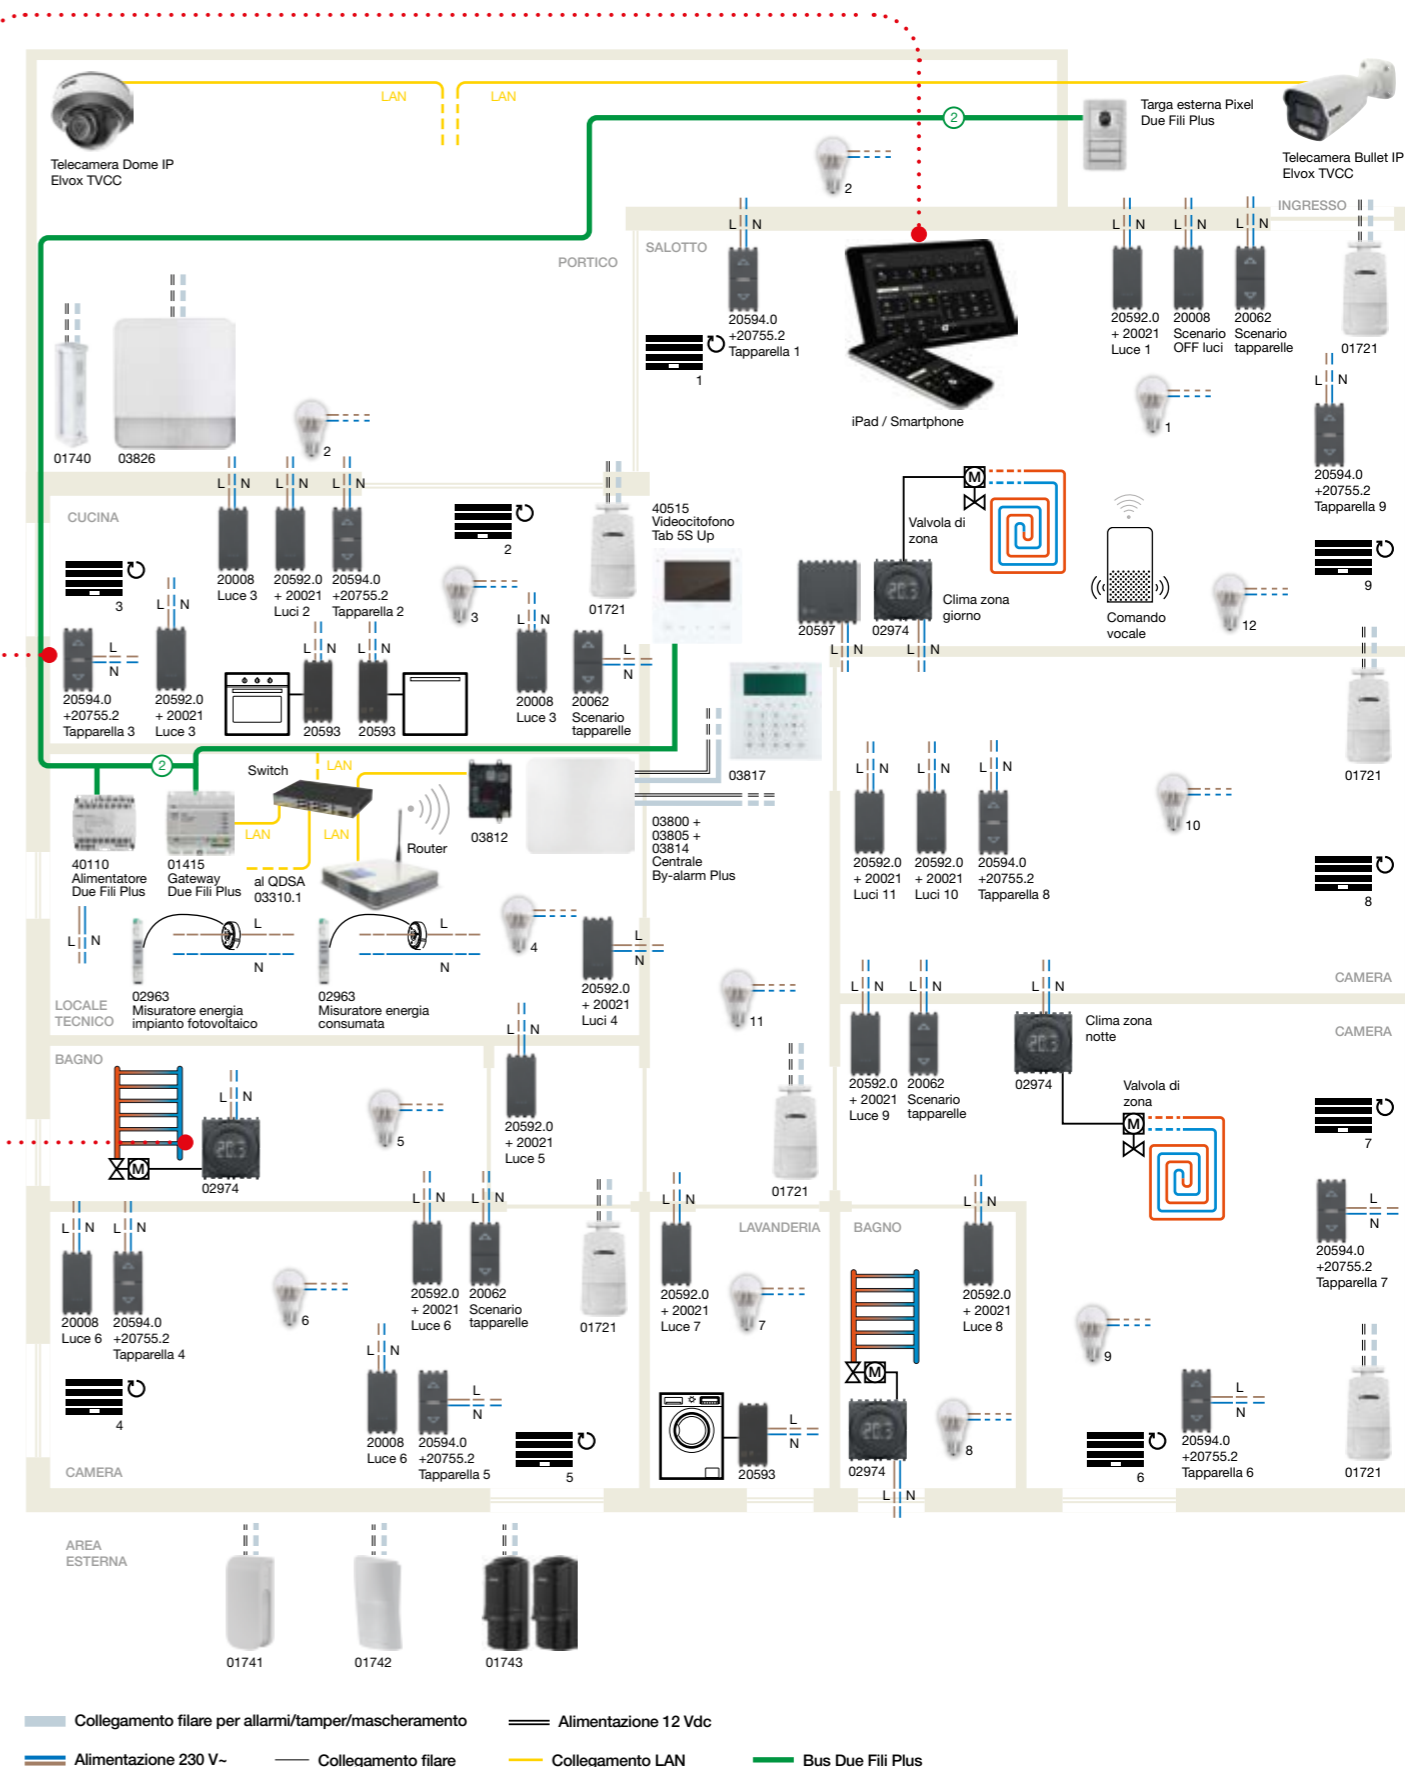 LAN
LAN
2
Targa esterna Pixel
Due Fili Plus
Telecamera Dome IP
Elvox TVCC
Telecamera Bullet IP
Elvox TVCC
2
INGRESSO
L N
L N
L N
L N
SALOTTO
PORTICO
20594.0
+20755.2
Tapparella 1
1
20592.0
+ 20021
Luce 1
20008
Scenario
OFF luci
20062
Scenario
tapparelle
01721
iPad / Smartphone
1
L N
01740
03826
2
20594.0
+20755.2
Tapparella 9
L N
L N
L N
CUCINA
M
Valvola di
zona
40515
Videocitofono
Tab 5S Up
2
3
20008
Luce 3
20592.0
+ 20021
Luci 2
20594.0
+20755.2
Tapparella 2
01721
3
9
L N
L N
20597
02974
Clima zona
giorno
Comando
vocale
12
L N
L N
L
N
L N
L N
L
N
20594.0
+20755.2
Tapparella 3
20592.0
+ 20021
Luce 3
20593
20593
20008
Luce 3
20062
Scenario
tapparelle
2
Switch
LAN
03817
01721
L N
L N
L N
LAN
LAN
03812
Router
10
40110
Alimentatore
Due Fili Plus
01415
Gateway
Due Fili Plus
al QDSA
03310.1
03800 +
03805 +
03814
Centrale
By-alarm Plus
20592.0
+ 20021
Luci 11
20592.0
+ 20021
Luci 10
20594.0
+20755.2
Tapparella 8
8
L N
L
N
L
N
4
L
N
02963
Misuratore energia
impianto fotovoltaico
02963
Misuratore energia
consumata
20592.0
+ 20021
Luci 4
LOCALE
TECNICO
CAMERA
L N
L N
L N
11
L N
BAGNO
Clima zona
notte
CAMERA
20592.0
+ 20021
Luce 9
20062
Scenario
tapparelle
02974
Valvola di
zona
L N
5
20592.0
+ 20021
Luce 5
M
7
M
02974
01721
L N
L N
L N
L N
L N
L N
LAVANDERIA
BAGNO
L
N
20594.0
+20755.2
Tapparella 7
20008
Luce 6
20594.0
+20755.2
Tapparella 4
6
20592.0
+ 20021
Luce 6
20062
Scenario
tapparelle
01721
20592.0
+ 20021
Luce 7
7
20592.0
+ 20021
Luce 8
9
L N
4
M
L
N
L
N
L
N
20008
Luce 6
20594.0
+20755.2
Tapparella 5
5
20593
02974
8
6
20594.0
+20755.2
Tapparella 6
01721
CAMERA
L N
AREA
ESTERNA
01741
01742
01743
Collegamento filare per allarmi/tamper/mascheramento
Alimentazione 12 Vdc
Alimentazione 230 V~
Collegamento filare
Collegamento LAN
Bus Due Fili Plus